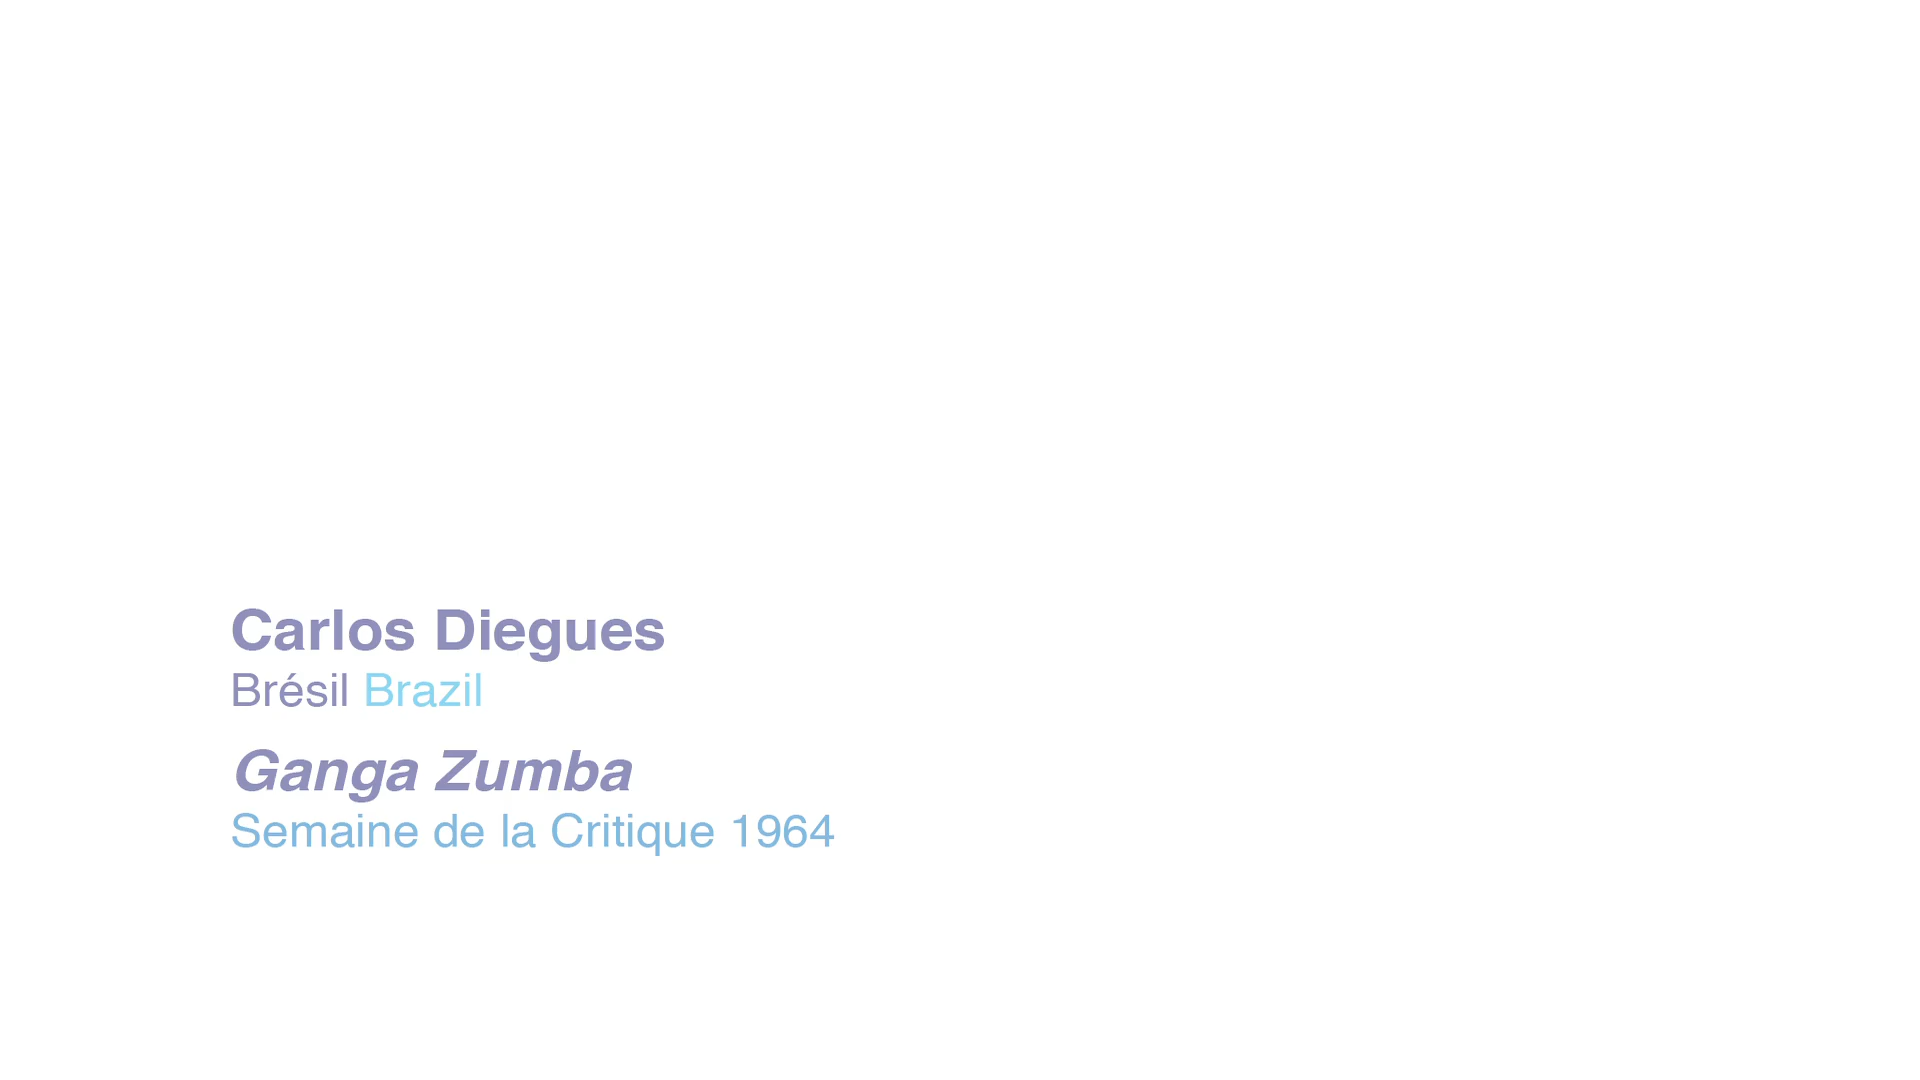 Carlos Diegues
Brésil Brazil
Ganga Zumba
Semaine de la Critique 1964